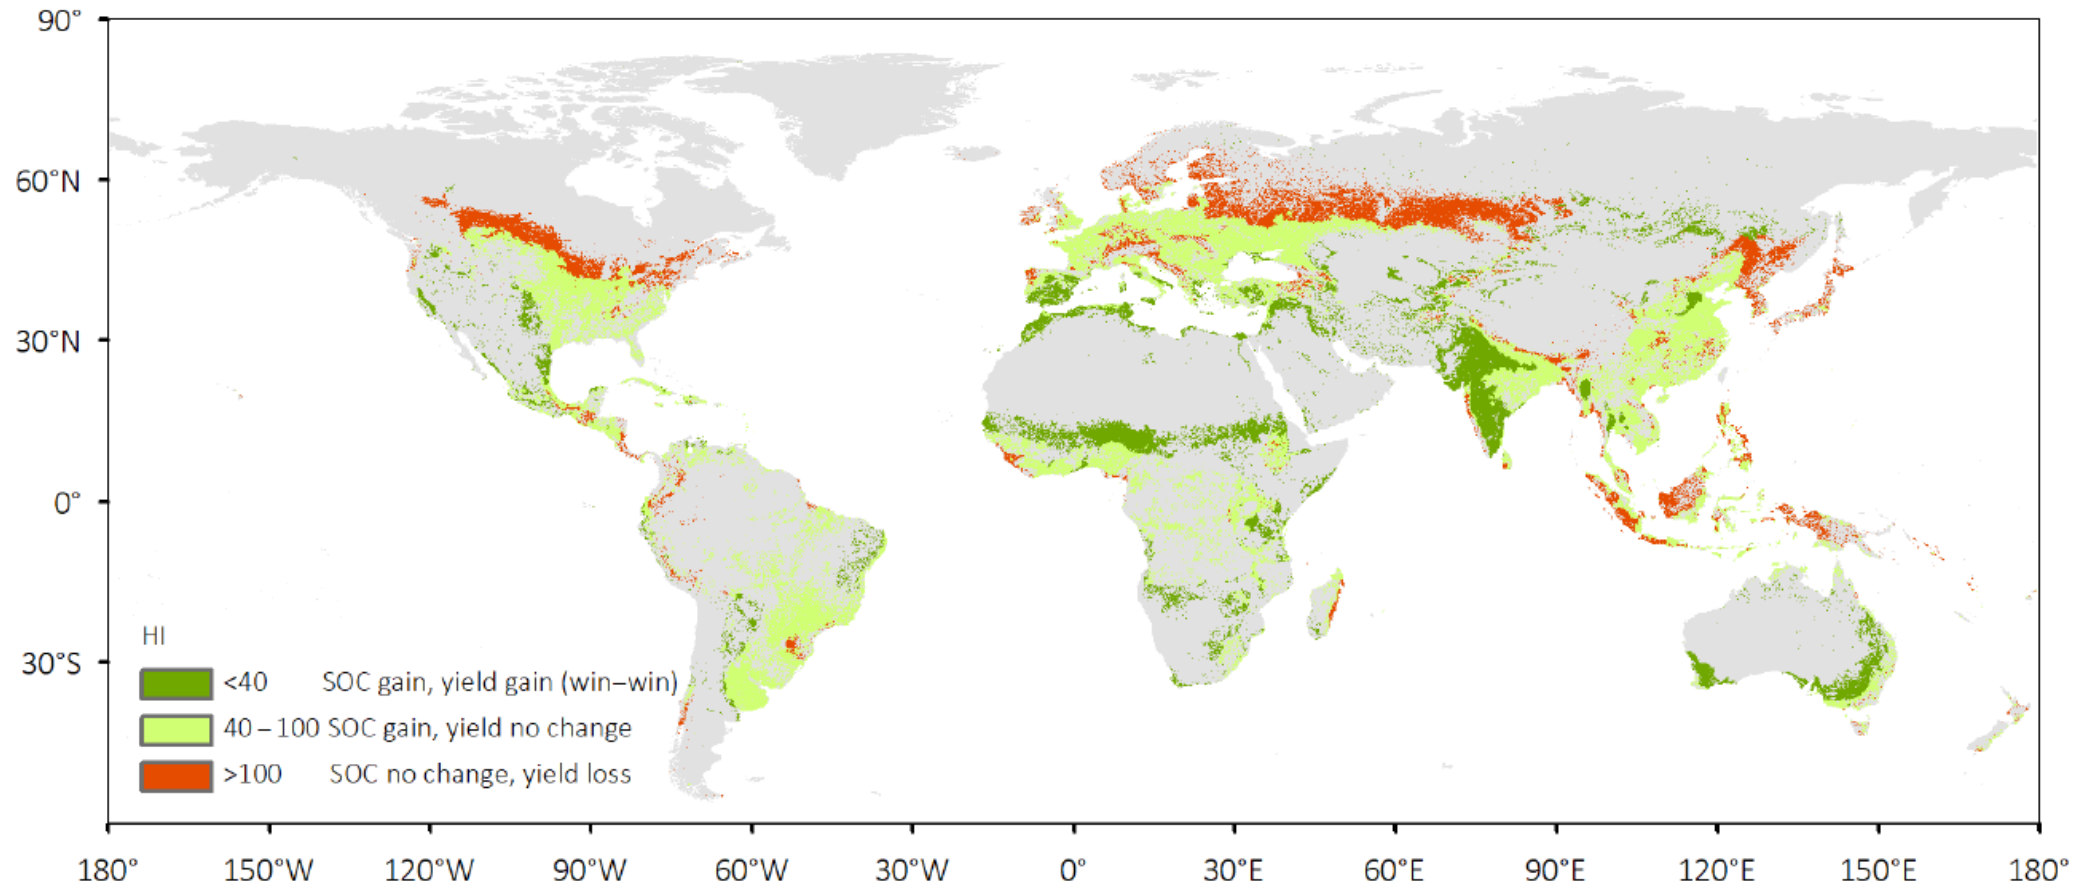 90°
60°N
30°N
0°
30°S
HI
<40 SOC gain, yield gain (win–win)
40 – 100 SOC gain, yield no change
>100 SOC no change, yield loss
180° 150°W 120°W 90°W 60°W 30°W 0° 30°E 60°E 90°E 120°E 150°E 180°